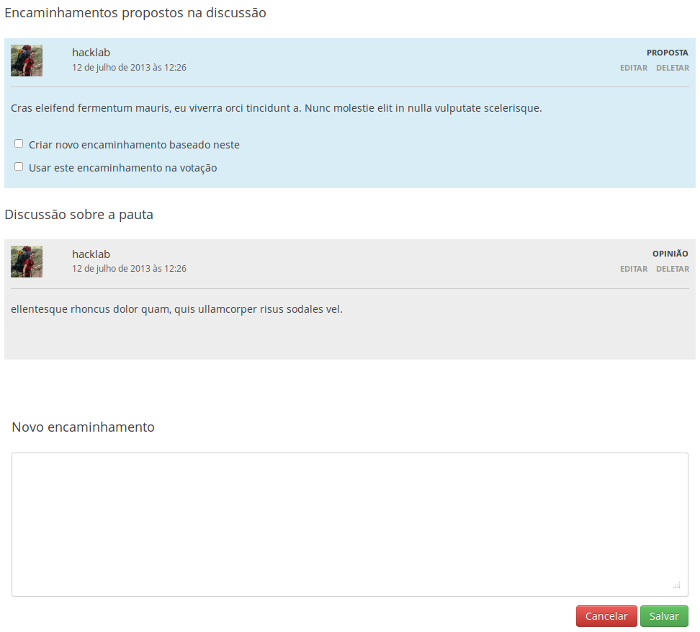 Encaminhamentos propostos na discussão
hacklab
PROPOSTA
12 de julho de 2013 às 12:26
EDITAR DELETAR
Cras eleifend fermentum mauris, eu viverra orci tincidunt a. Nunc molestie elit in nulla vulputate scelerisque.
Criar novo encaminhamento baseado neste
Usar este encaminhamento na votação
Discussão sobre a pauta
hacklab
OPINIÃO
12 de julho de 2013 às 12:26
EDITAR DELETAR
ellentesque rhoncus dolor quam, quis ullamcorper risus sodales vel.
Novo encaminhamento
Cancelar Salvar